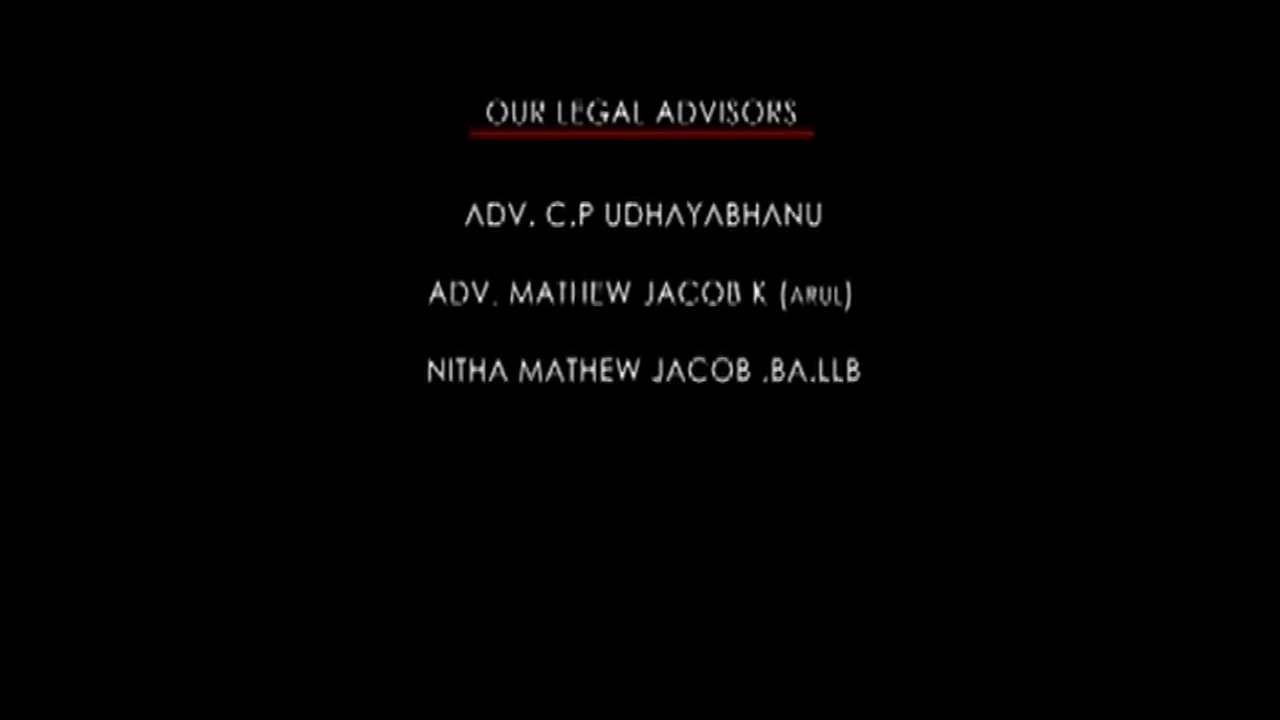 OUR LEGAL ADVISORS
ADV. C.P UDHAYABHANU
ADV. MATHEW JACOB K (ARUL)
NITHA MATHEW JACOB .BA.LLB